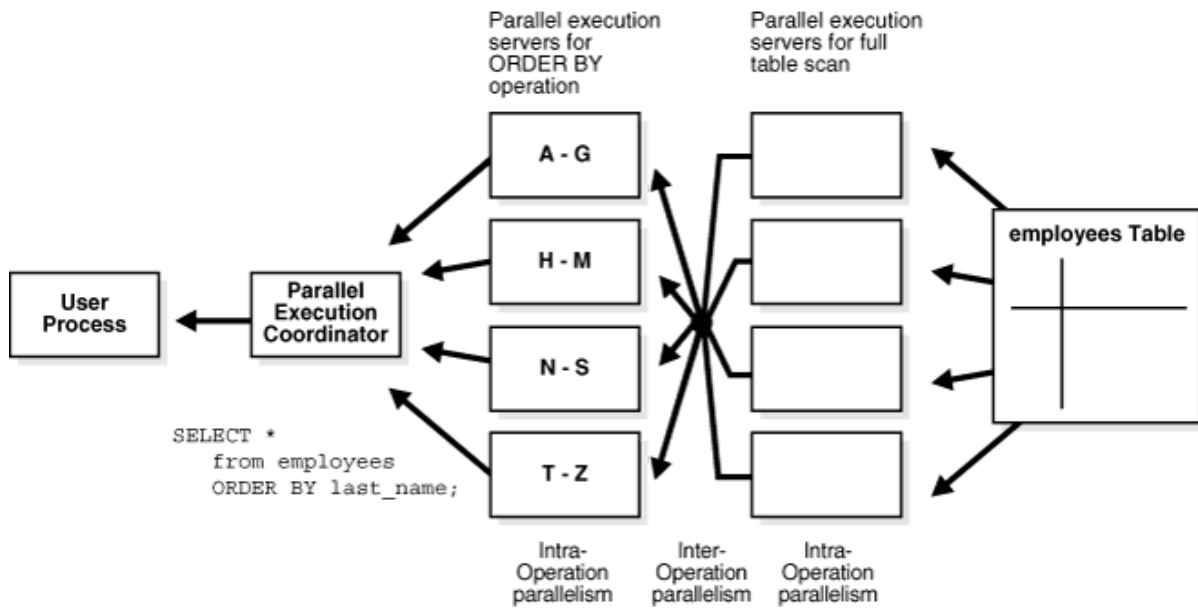 Parallel execution
servers for
ORDER BY
operation
Parallel execution
servers for full
table scan
A - G
H - M
N - S
T - Z
employees Table
User
Process
Parallel
Execution
Coordinator
SELECT *
from employees
ORDER BY last_name;
Intra-
Operation
parallelism
Inter-
Operation
parallelism
Intra-
Operation
parallelism